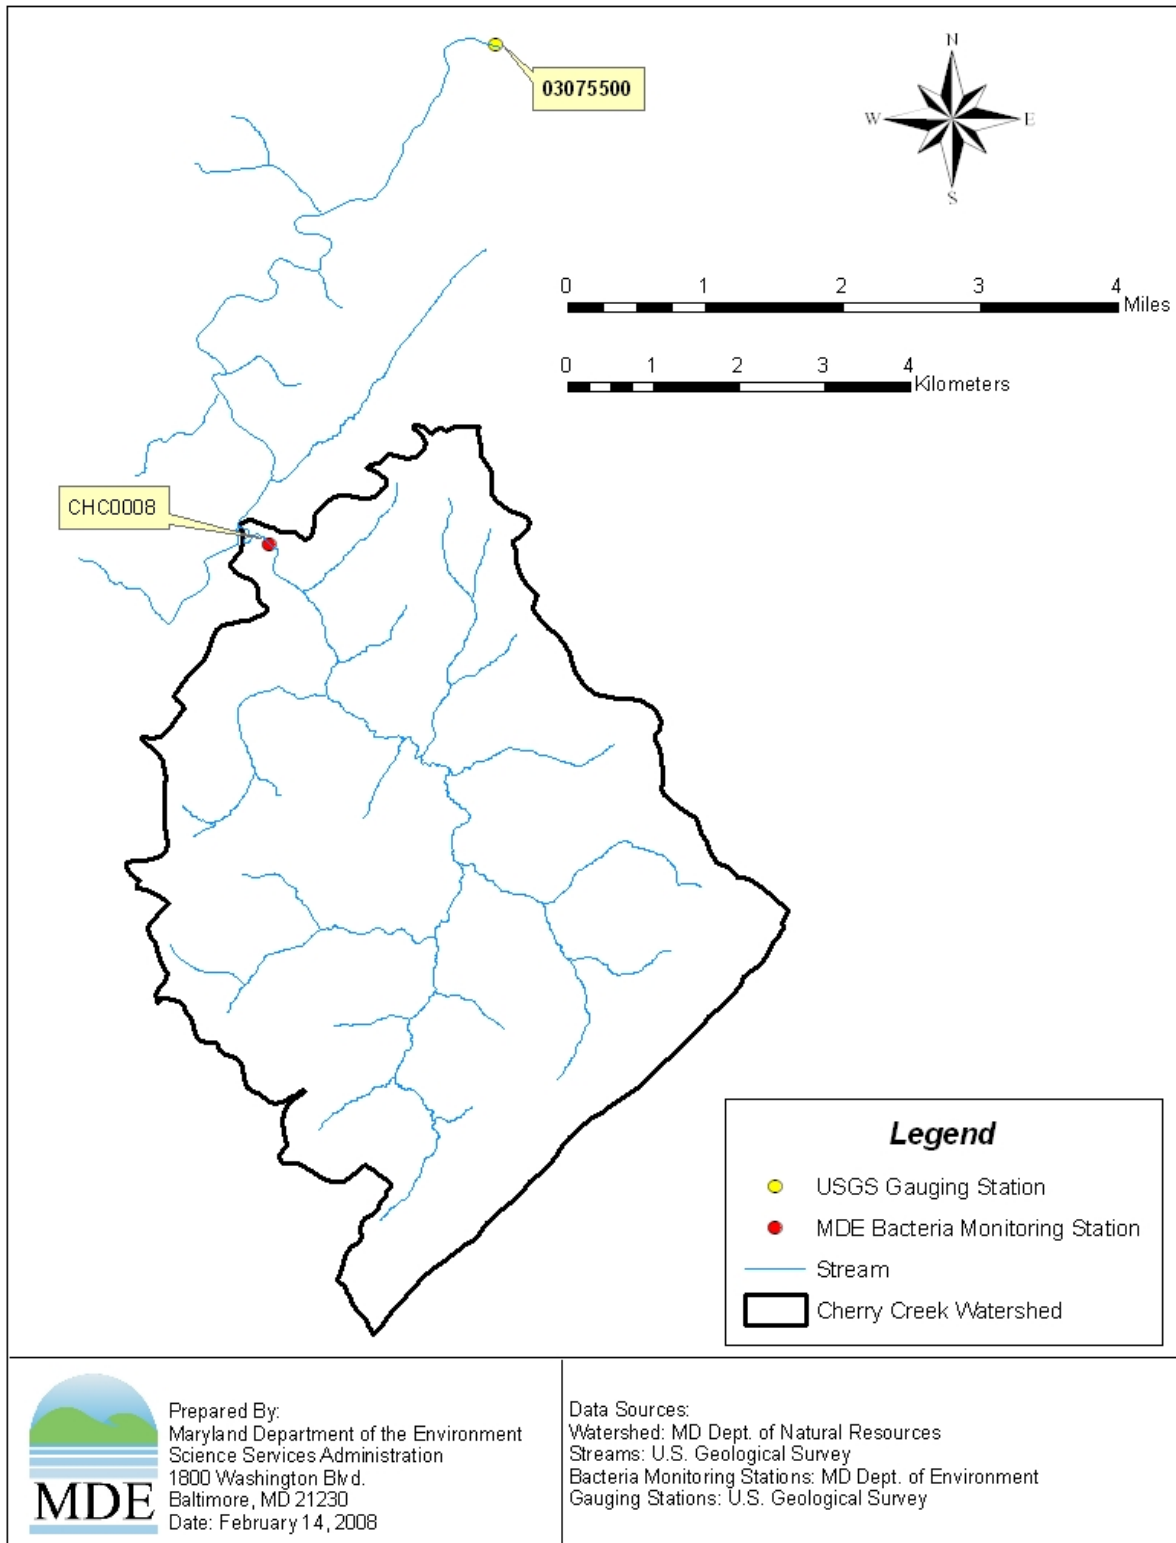 03075500
N
W E
S
0 1 2 3 4
Miles
0 1 2 3 4
Kilometers
CHC0008
Legend
USGS Gauging Station
MDE Bacteria Monitoring Station
Stream
Cherry Creek Watershed
MDE
Prepared By:
Maryland Department of the Environment
Science Services Administration
1800 Washington Blvd.
Baltimore, MD 21230
Date: February 14, 2008
Data Sources:
Watershed: MD Dept. of Natural Resources
Streams: U.S. Geological Survey
Bacteria Monitoring Stations: MD Dept. of Environment
Gauging Stations: U.S. Geological Survey